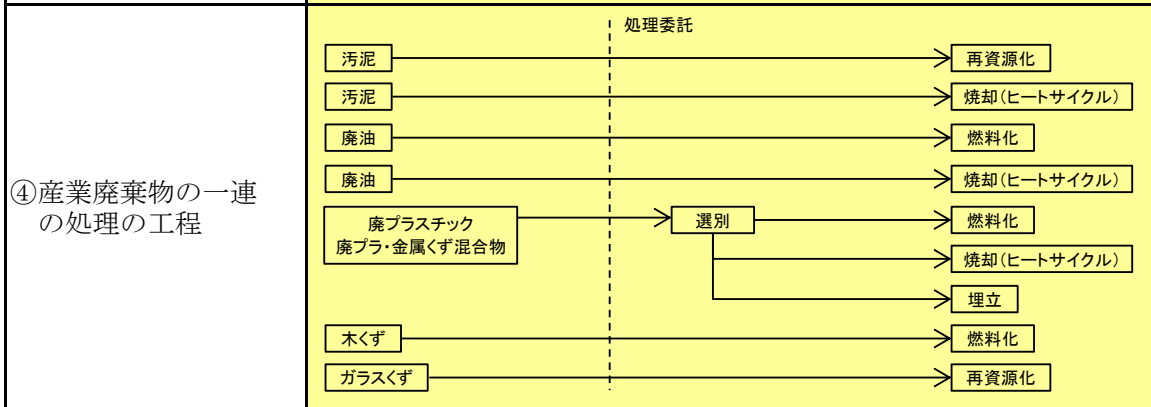 ④産業廃棄物の一連
の処理の工程
処理委託
汚泥
再資源化
汚泥
焼却(ヒートサイクル)
廃油
燃料化
廃油
焼却(ヒートサイクル)
廃プラスチック
廃プラ・金属くず混合物
選別
燃料化
焼却(ヒートサイクル)
埋立
木くず
燃料化
ガラスくず
再資源化